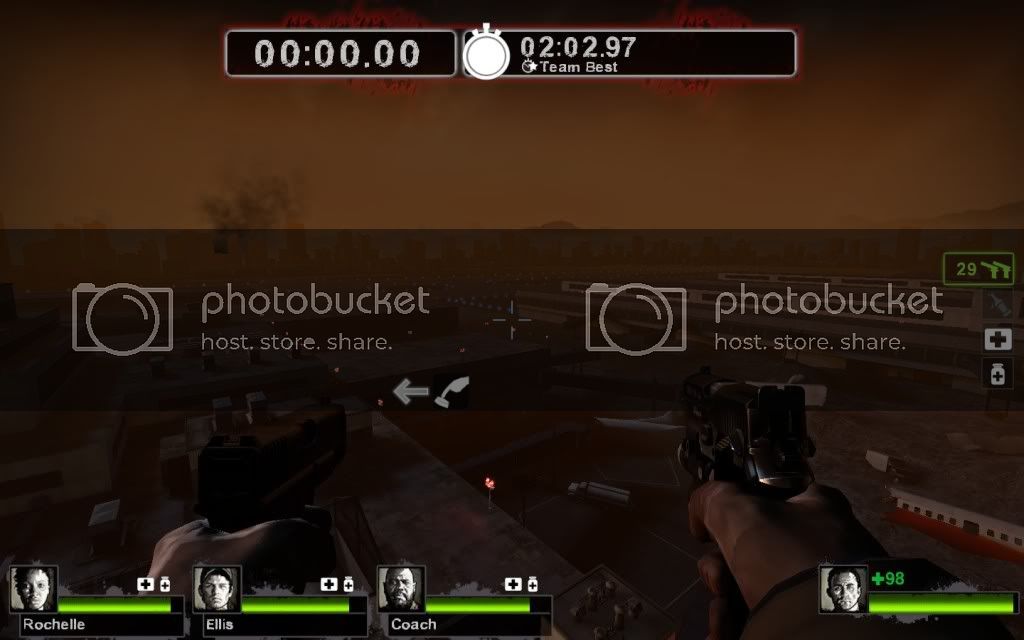 00:00.00
02:02.97
Team Best
29
photobucket
host. store. share.
photobucket
host. store. share.
+98
Rochelle
Ellis
Coach